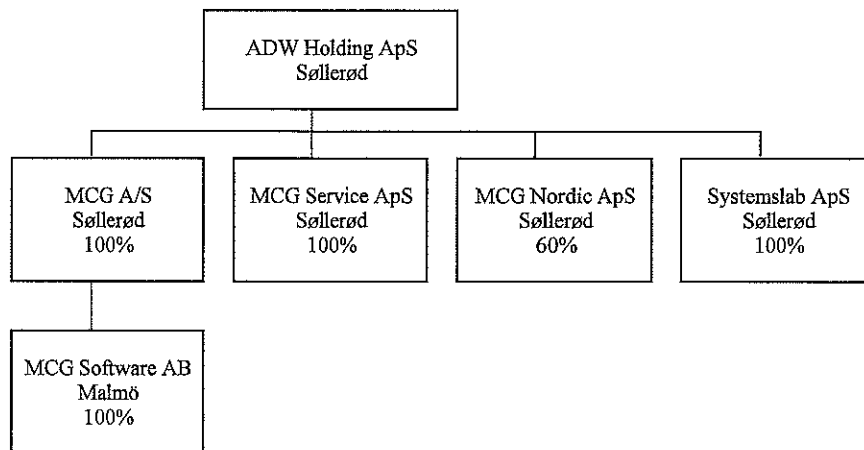 ADW Holding ApS
Søllerød
MCG A/S
Søllerød
100%
MCG Service ApS
Søllerød
100%
MCG Nordic ApS
Søllerød
60%
Systemslab ApS
Søllerød
100%
MCG Software AB
Malmö
100%